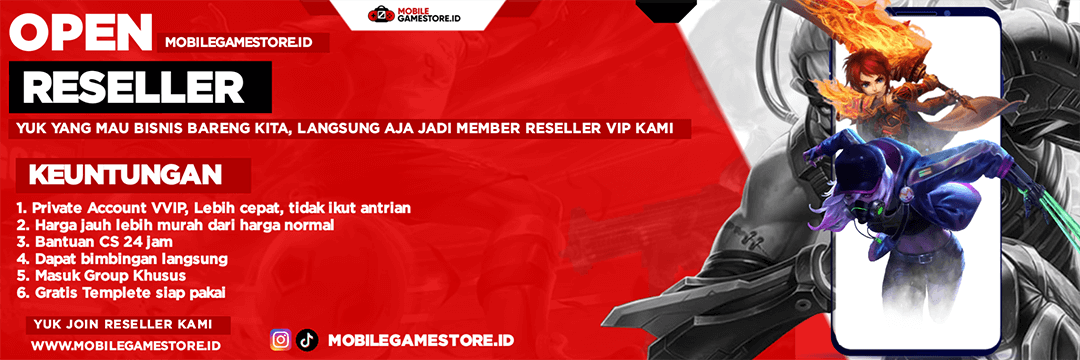 MOBILE
GAMESTORE.ID
OPEN
MOBILEGAMESTORE.ID
RESELLER
YUK YANG MAU BISNIS BARENG KITA, LANGSUNG AJA JADI MEMBER RESELLER VIP KAMI
KEUNTUNGAN
1. Private Account VVIP, Lebih cepat, tidak ikut antrian
2. Harga jauh lebih murah dari harga normal
3. Bantuan CS 24 jam
4. Dapat bimbingan langsung
5. Masuk Group Khusus
6. Gratis Templete siap pakai
YUK JOIN RESELLER KAMI
WWW.MOBILEGAMESTORE.ID
MOBILEGAMESTORE.ID